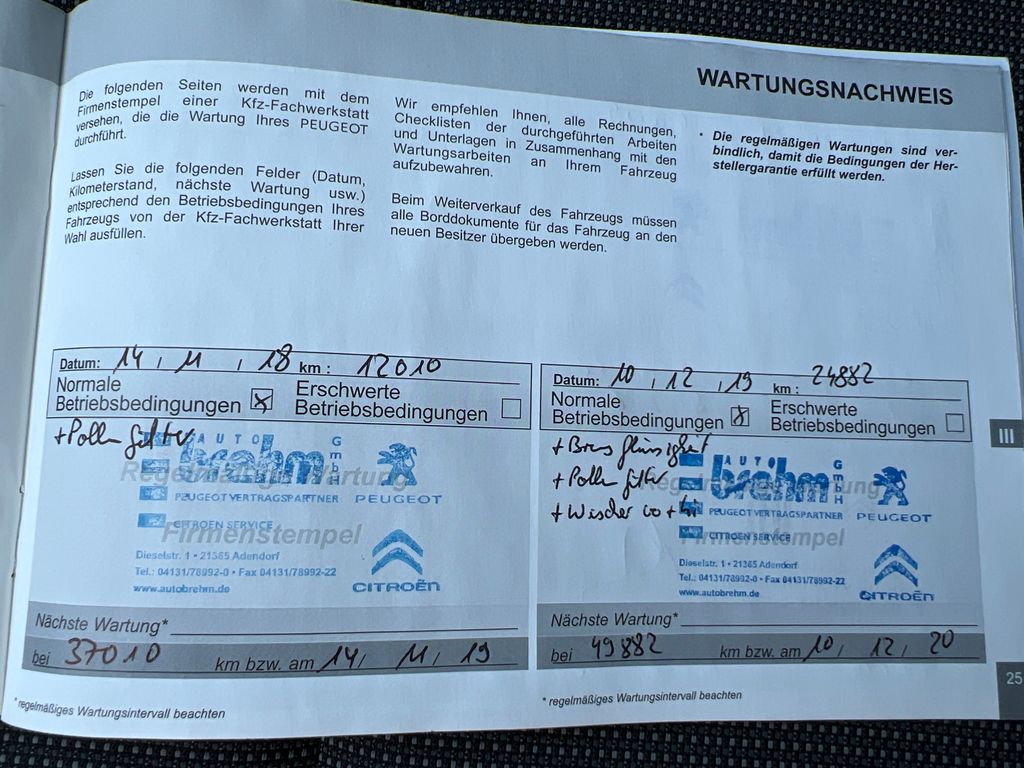 WARTUNGSNACHWEIS
Die folgenden Seiten werden mit dem
Firmenstempel einer Kfz-Fachwerkstatt
versehen, die die Wartung Ihres PEUGEOT
durchführt.
Lassen Sie die folgenden Felder (Datum,
Kilometerstand, nächste Wartung usw.)
entsprechend den Betriebsbedingungen Ihres
Fahrzeugs von der Kfz-Fachwerkstatt Ihrer
Wahl ausfüllen.
Wir empfehlen Ihnen, alle Rechnungen,
Checklisten der durchgeführten Arbeiten
und Unterlagen in Zusammenhang mit den
Wartungsarbeiten an Ihrem Fahrzeug
aufzubewahren.
Beim Weiterverkauf des Fahrzeugs müssen
alle Borddokumente für das Fahrzeug an den
neuen Besitzer übergeben werden.
• Die regelmäßigen Wartungen sind ver-
bindlich, damit die Bedingungen der Her-
stellergarantie erfüllt werden.
Datum: 14, 11, 18 km : 12010
Normale
Betriebsbedingungen
Erschwerte
Betriebsbedingungen
+ Pollenfilter
AUTO
brehm GmbH
Regelmäßige Wartung
PEUGEOT VERTRAGSPARTNER PEUGEOT
CITROEN SERVICE
Firmenstempel
Dieselstr. 1 • 21365 Adendorf
Tel.: 04131/78992-0 • Fax 04131/78992-22
www.autobrehm.de
CITROËN
Nächste Wartung*
bei 37010 km bzw. am 14, 11, 19
* regelmäßiges Wartungsintervall beachten
Datum: 10, 12, 19 km : 24882
Normale
Betriebsbedingungen
Erschwerte
Betriebsbedingungen
+ Pollenfilter
+ Wischer vo + hi
AUTO
brehm GmbH
PEUGEOT VERTRAGSPARTNER PEUGEOT
CITROEN SERVICE
Firmenstempel
Dieselstr. 1 • 21365 Adendorf
Tel.: 04131/78992-0 • Fax 04131/78992-22
www.autobrehm.de
CITROËN
Nächste Wartung*
bei 49882 km bzw. am 10, 12, 20
* regelmäßiges Wartungsintervall beachten
III
25